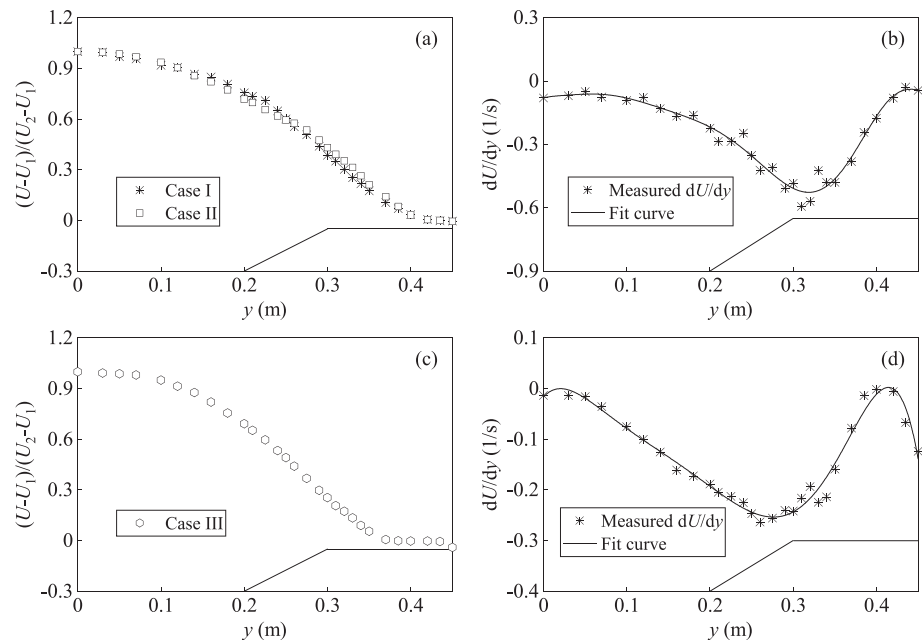 (a)
1.2
0.9
0.6
0.3
0
-0.3
(U-U1)/(U2-U1)
Case I
Case II
0 0.1 0.2 0.3 0.4
y (m)
(b)
0.3
0
-0.3
-0.6
-0.9
dU/dy (1/s)
Measured dU/dy
Fit curve
0 0.1 0.2 0.3 0.4
y (m)
(c)
1.2
0.9
0.6
0.3
0
-0.3
(U-U1)/(U2-U1)
Case III
0 0.1 0.2 0.3 0.4
y (m)
(d)
0.1
0
-0.1
-0.2
-0.3
-0.4
dU/dy (1/s)
Measured dU/dy
Fit curve
0 0.1 0.2 0.3 0.4
y (m)